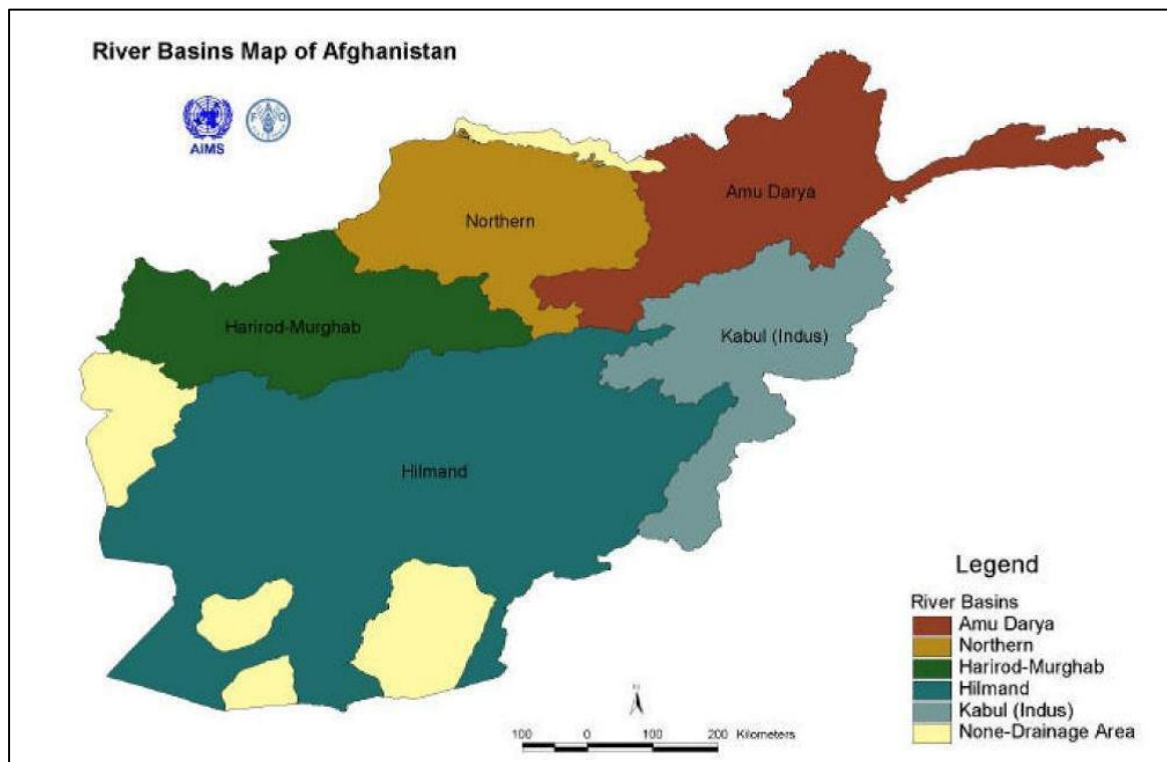 River Basins Map of Afghanistan
AIMS
F A O
Amu Darya
Northern
Harirod-Murghab
Kabul (Indus)
Hilmand
Legend
River Basins
Amu Darya
Northern
Harirod-Murghab
Hilmand
Kabul (Indus)
None-Drainage Area
100 0 100 200 Kilometers